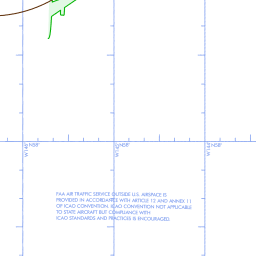 FAA AIR TRAFFIC SERVICE OUTSIDE U.S. AIRSPACE IS
PROVIDED IN ACCORDANCE WITH ARTICLE 12 AND ANNEX 11
OF ICAO CONVENTION. ICAO CONVENTION NOT APPLICABLE
TO STATE AIRCRAFT BUT COMPLIANCE WITH
ICAO STANDARDS AND PRACTICES IS ENCOURAGED.